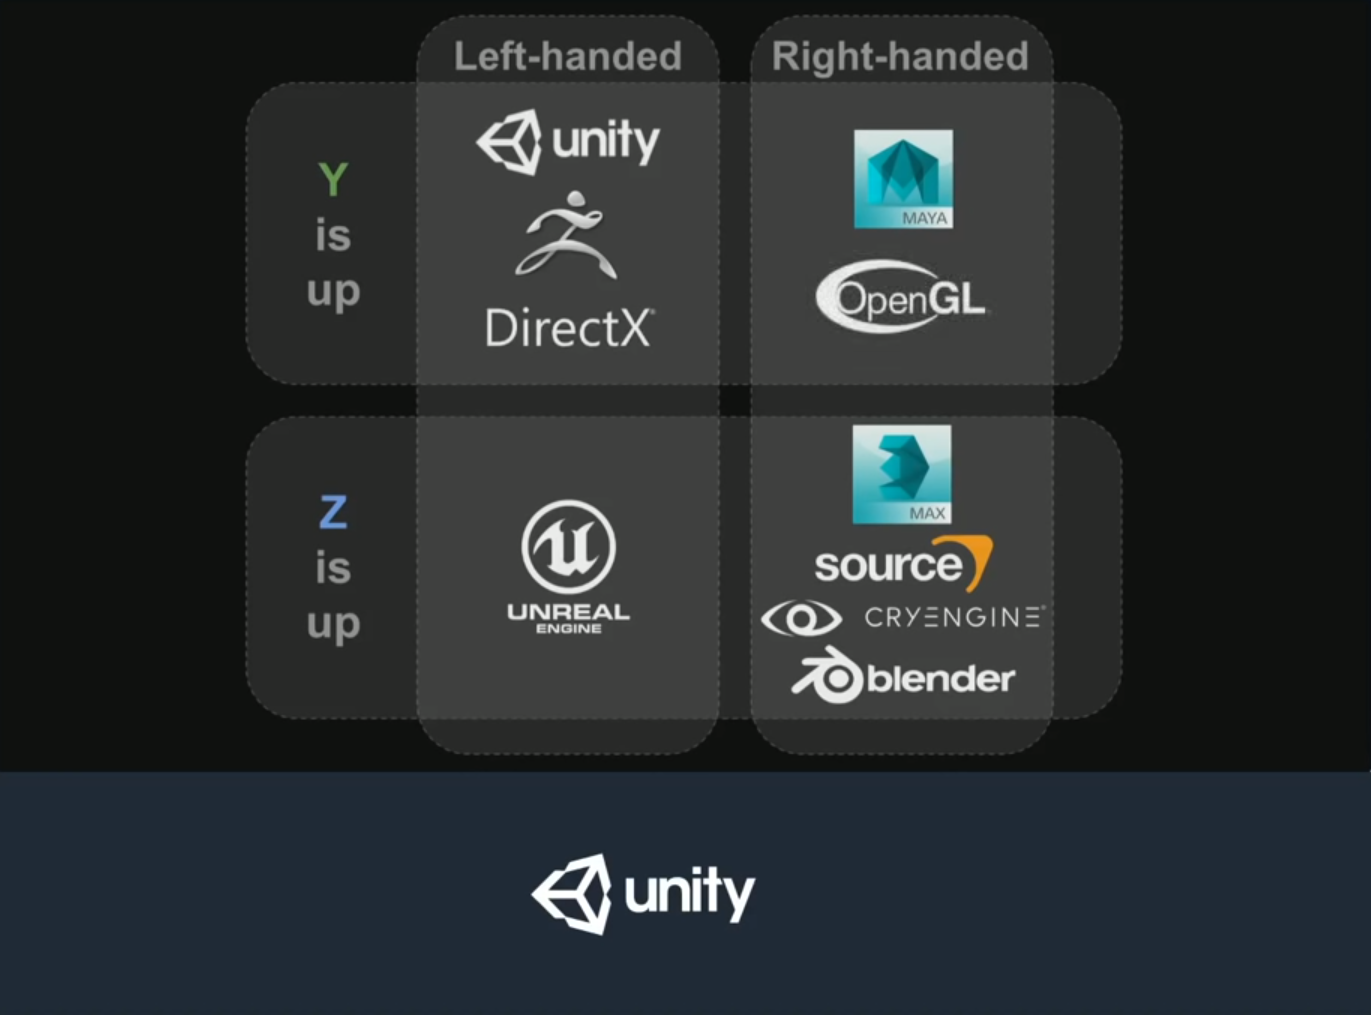 Left-handed
Right-handed
Y
is
up
unity
DirectX
MAYA
OpenGL
Z
is
up
UNREAL
ENGINE
MAX
source
CRYENGINE®
blender
unity